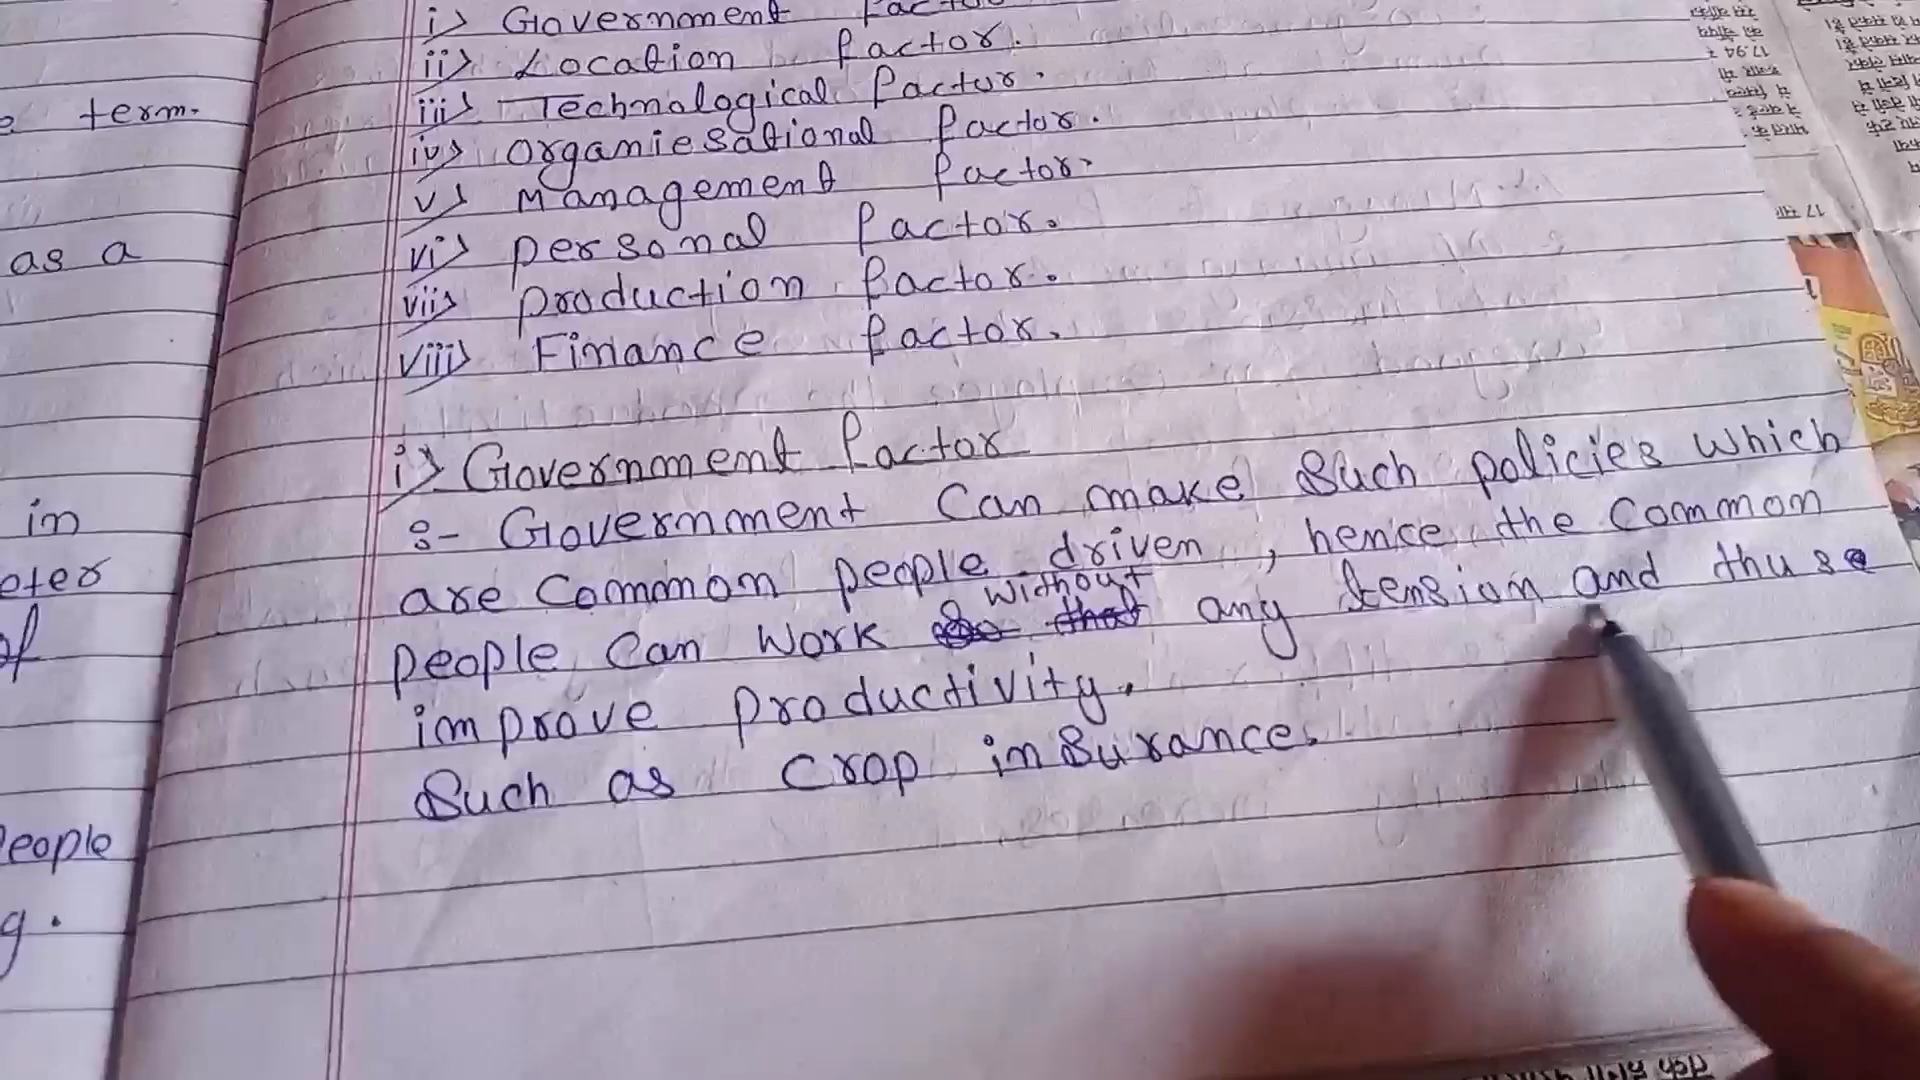 e term.
as a
in
eter
of
People
g.
i> Government factor
ii> Location factor.
iii> Technological factor.
iv> Organiesational factor.
v> Management factor.
vi> personal factor.
vii> production factor.
viii> Finance factor.
i> Government factor
:- Government can make such policies which
are common people driven, hence the common
people can work without any tension and thus
improve productivity.
Such as crop insurance.